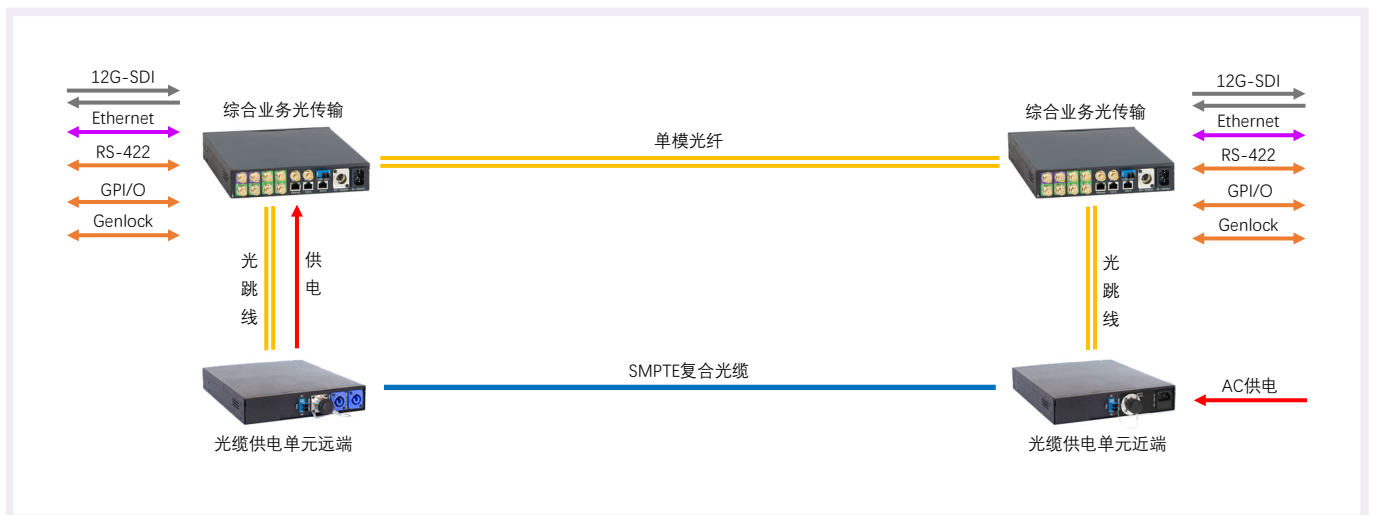 12G-SDI
Ethernet
RS-422
GPI/O
Genlock
综合业务光传输
单模光纤
综合业务光传输
12G-SDI
Ethernet
RS-422
GPI/O
Genlock
光跳线
供电
光跳线
SMPTE复合光缆
AC供电
光缆供电单元远端
光缆供电单元近端